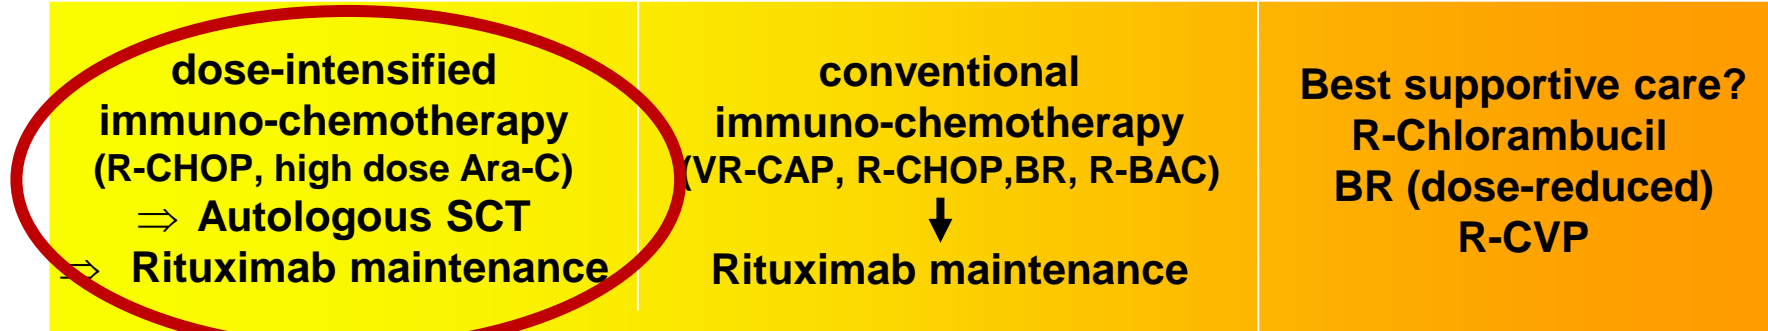 dose-intensified
immuno-chemotherapy
(R-CHOP, high dose Ara-C)
⇒ Autologous SCT
⇒ Rituximab maintenance
conventional
immuno-chemotherapy
(VR-CAP, R-CHOP,BR, R-BAC)
Rituximab maintenance
Best supportive care?
R-Chlorambucil
BR (dose-reduced)
R-CVP